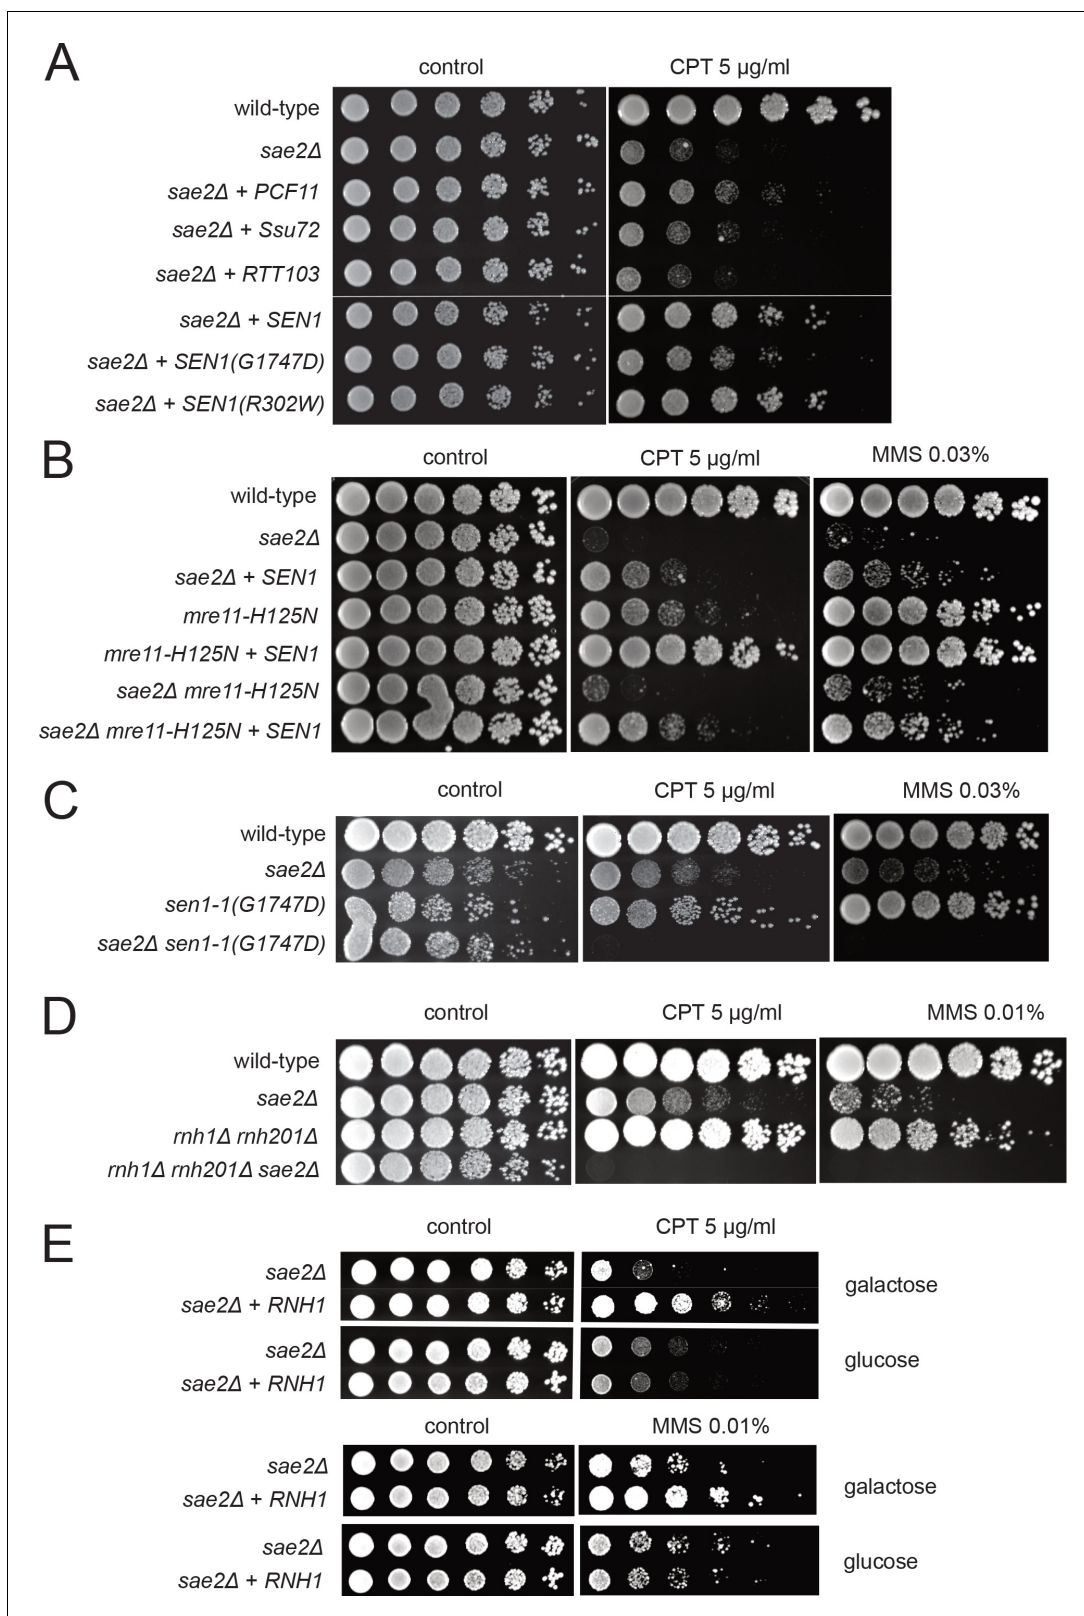 A
control
CPT 5 µg/ml
wild-type
sae2Δ
sae2Δ + PCF11
sae2Δ + Ssu72
sae2Δ + RTT103
sae2Δ + SEN1
sae2Δ + SEN1(G1747D)
sae2Δ + SEN1(R302W)
B
control
CPT 5 µg/ml
MMS 0.03%
wild-type
sae2Δ
sae2Δ + SEN1
mre11-H125N
mre11-H125N + SEN1
sae2Δ mre11-H125N
sae2Δ mre11-H125N + SEN1
C
control
CPT 5 µg/ml
MMS 0.03%
wild-type
sae2Δ
sen1-1(G1747D)
sae2Δ sen1-1(G1747D)
D
control
CPT 5 µg/ml
MMS 0.01%
wild-type
sae2Δ
rnh1Δ rnh201Δ
rnh1Δ rnh201Δ sae2Δ
E
control
CPT 5 µg/ml
sae2Δ
sae2Δ + RNH1
galactose
sae2Δ
sae2Δ + RNH1
glucose
control
MMS 0.01%
sae2Δ
sae2Δ + RNH1
galactose
sae2Δ
sae2Δ + RNH1
glucose